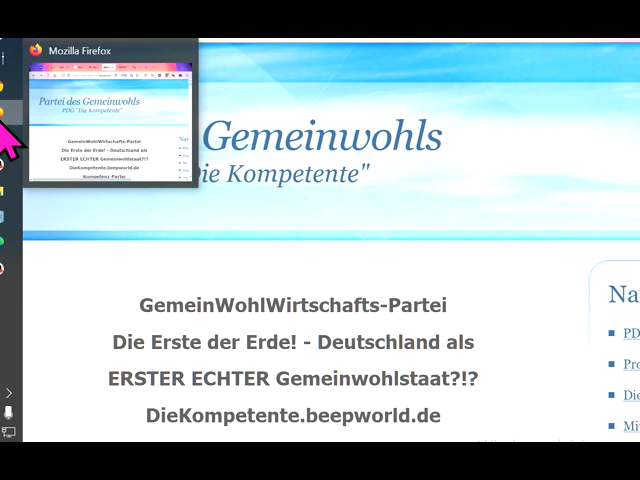 Mozilla Firefox
Partei des Gemeinwohls
PDG "Die Kompetente"
GemeinWohlWirtschafts-Partei
Die Erste der Erde! - Deutschland als
ERSTER ECHTER Gemeinwohlstaat?!?
DieKompetente.beepworld.de
Kompetenz-Partei
Nav
Gemeinwohls
Die Kompetente"
GemeinWohlWirtschafts-Partei
Die Erste der Erde! - Deutschland als
ERSTER ECHTER Gemeinwohlstaat?!?
DieKompetente.beepworld.de
Na
PD
Pro
Die
Mi